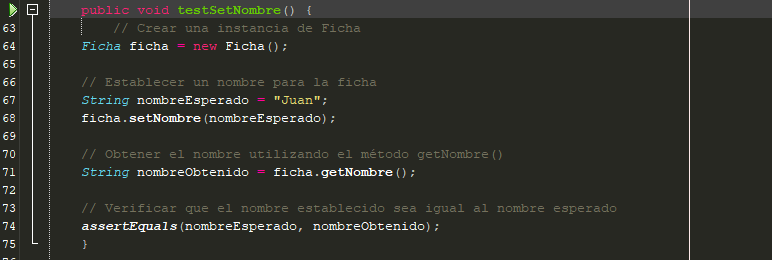 public void testSetNombre() {
63 // Crear una instancia de Ficha
64 Ficha ficha = new Ficha();
65
66 // Establecer un nombre para la ficha
67 String nombreEsperado = "Juan";
68 ficha.setNombre(nombreEsperado);
69
70 // Obtener el nombre utilizando el método getNombre()
71 String nombreObtenido = ficha.getNombre();
72
73 // Verificar que el nombre establecido sea igual al nombre esperado
74 assertEquals(nombreEsperado, nombreObtenido);
75 }
76